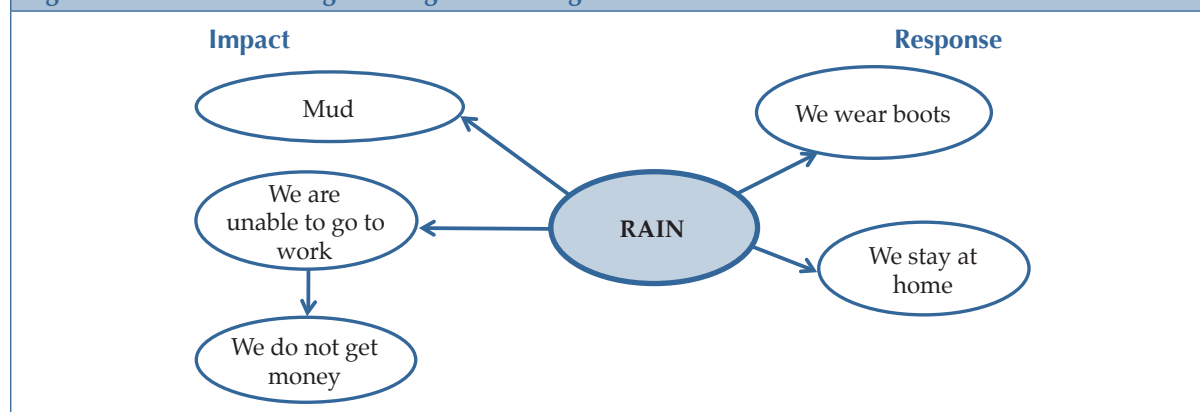 Impact
Response
Mud
We wear boots
We are
unable to go to
work
RAIN
We stay at
home
We do not get
money